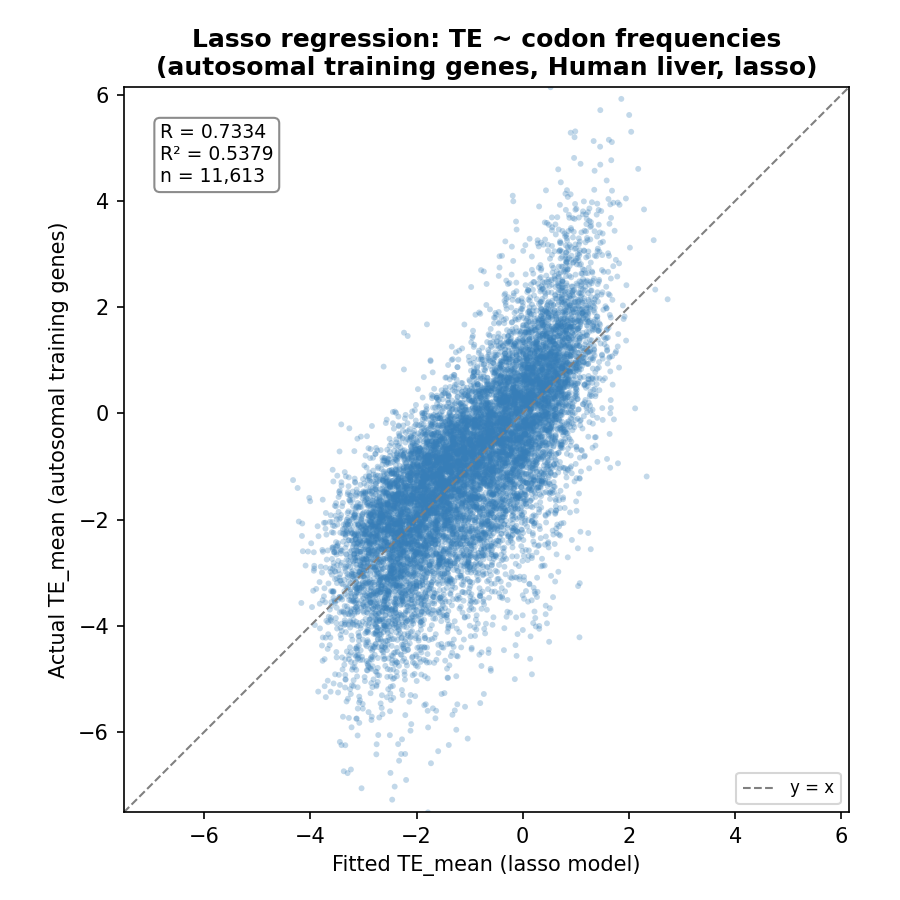 Lasso regression: TE ~ codon frequencies
(autosomal training genes, Human liver, lasso)
R = 0.7334
R² = 0.5379
n = 11,613
6
4
2
0
−2
−4
−6
Actual TE_mean (autosomal training genes)
y = x
−6
−4
−2
0
2
4
6
Fitted TE_mean (lasso model)